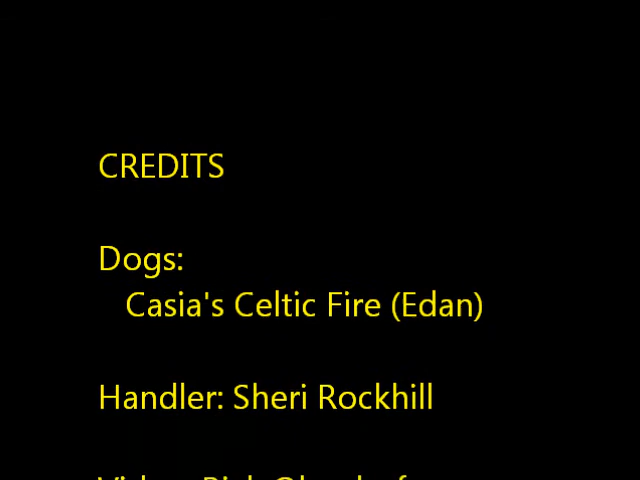 CREDITS
Dogs:
Casia's Celtic Fire (Edan)
Handler: Sheri Rockhill